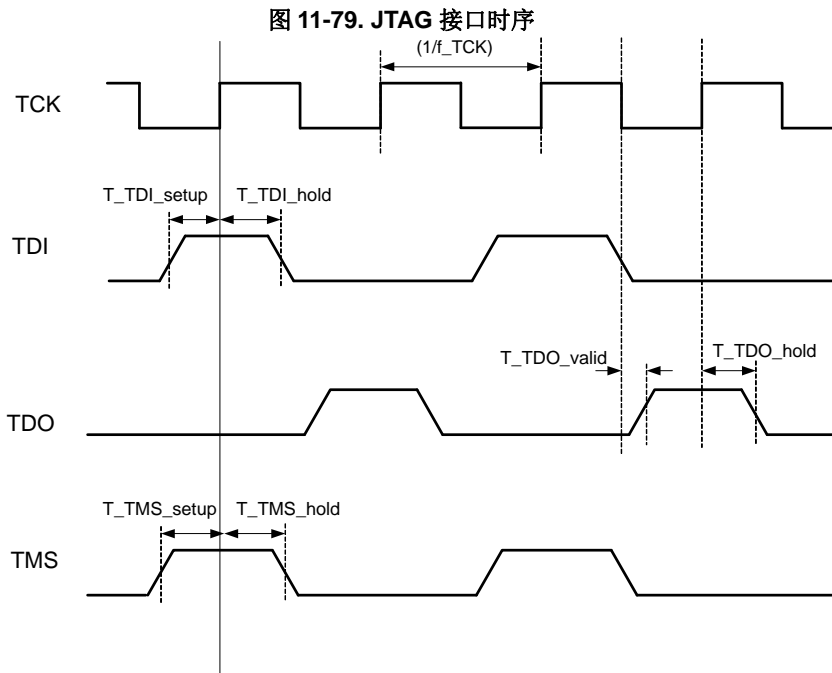 图 11-79. JTAG 接口时序
(1/f_TCK)
TCK
T_TDI_setup
T_TDI_hold
TDI
T_TDO_valid
T_TDO_hold
TDO
T_TMS_setup
T_TMS_hold
TMS